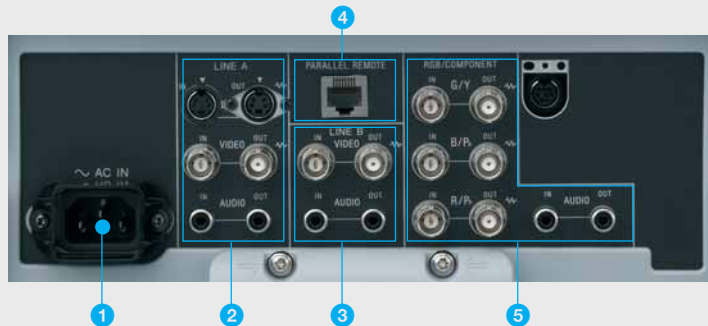 4
LINE A
PARALLEL REMOTE
RGB/COMPONENT
IN
OUT
IN G/Y OUT
LINE B
IN VIDEO OUT
IN VIDEO OUT
IN B/PB OUT
∼ AC IN
IN AUDIO OUT
IN AUDIO OUT
IN R/PR OUT
IN AUDIO OUT
1
2
3
5